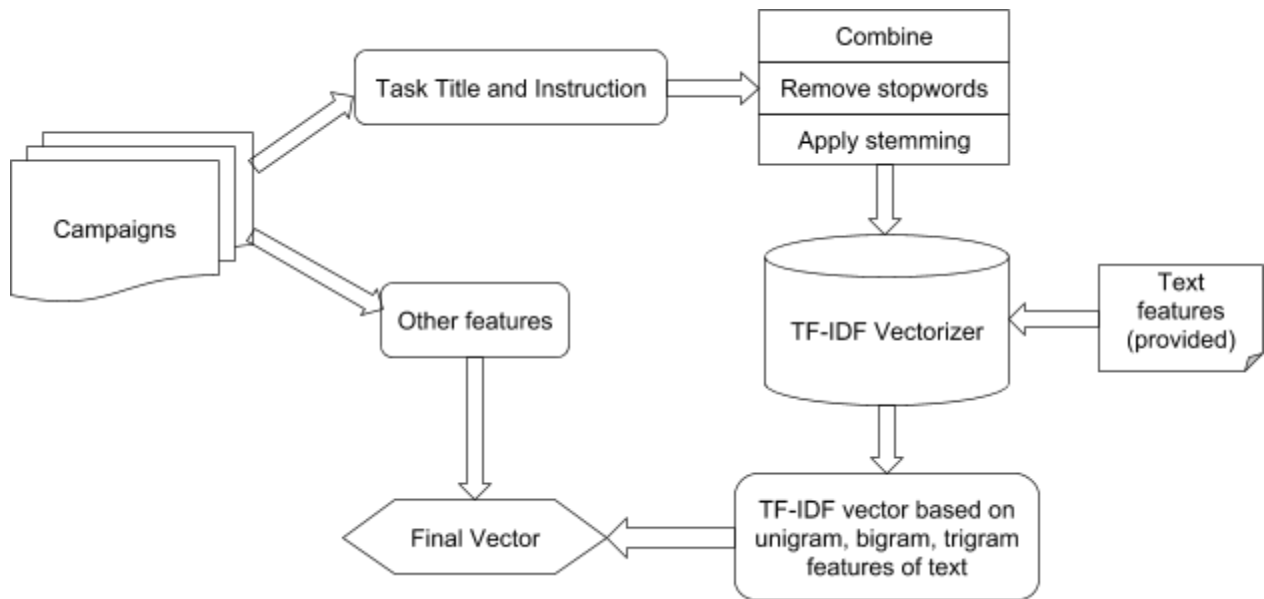 Combine
Task Title and Instruction
Remove stopwords
Apply stemming
Campaigns
Other features
TF-IDF Vectorizer
Text
features
(provided)
Final Vector
TF-IDF vector based on
unigram, bigram, trigram
features of text